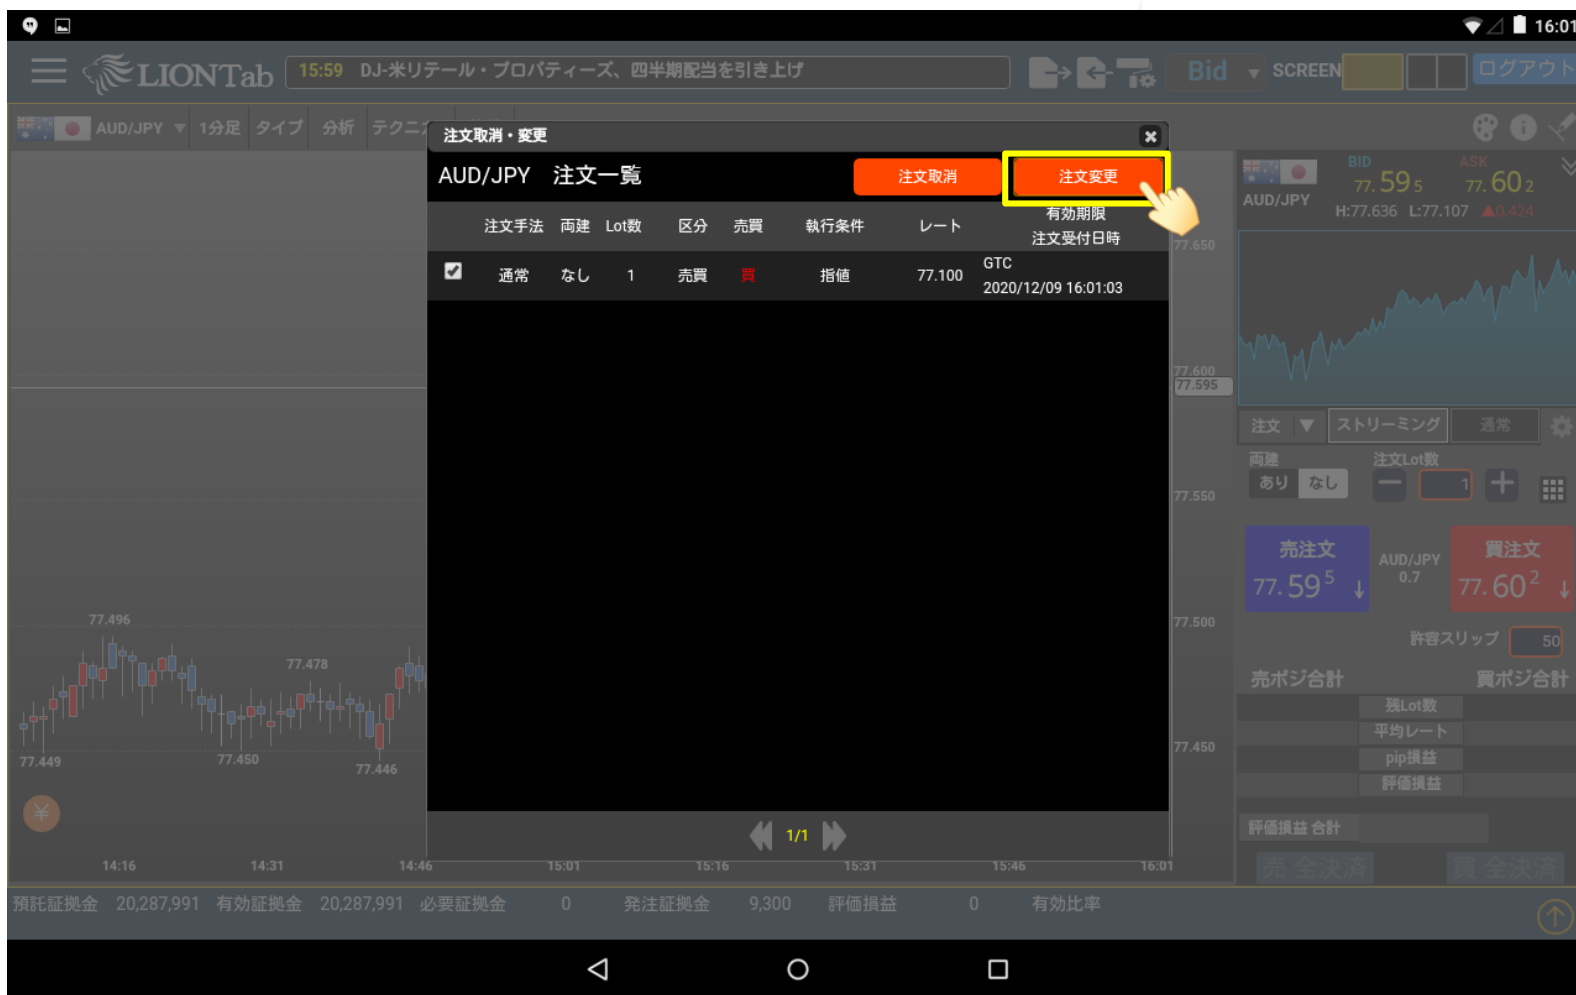 16:01
LIONTab
15:59 DJ-米リテール・プロパティーズ、四半期配当を引き上げ
Bid ▼ SCREEN
ログアウト
AUD/JPY ▼ 1分足 タイプ 分析 テクニ
注文取消・変更
AUD/JPY 注文一覧 注文取消 注文変更
注文手法 両建 Lot数 区分 売買 執行条件 レート 有効期限
注文受付日時
通常 なし 1 売買 買 指値 77.100 GTC
2020/12/09 16:01:03
1/1
77.496
77.478
77.449
77.450
77.446
¥
77.650
77.600
77.595
77.550
77.500
77.450
14:16 14:31 14:46 15:01 15:16 15:31 15:46 16:01
AUD/JPY
BID ASK
77.595 77.602
H:77.636 L:77.107 ▲0.424
注文 ▼ ストリーミング 通常
両建 注文Lot数
あり なし 1
売注文 買注文
AUD/JPY
0.7
77.595 77.602
許容スリップ 50
売ポジ合計 買ポジ合計
残Lot数
平均レート
pip損益
評価損益
評価損益 合計
売 全決済 買 全決済
預託証拠金 20,287,991 有効証拠金 20,287,991 必要証拠金 0 発注証拠金 9,300 評価損益 0 有効比率